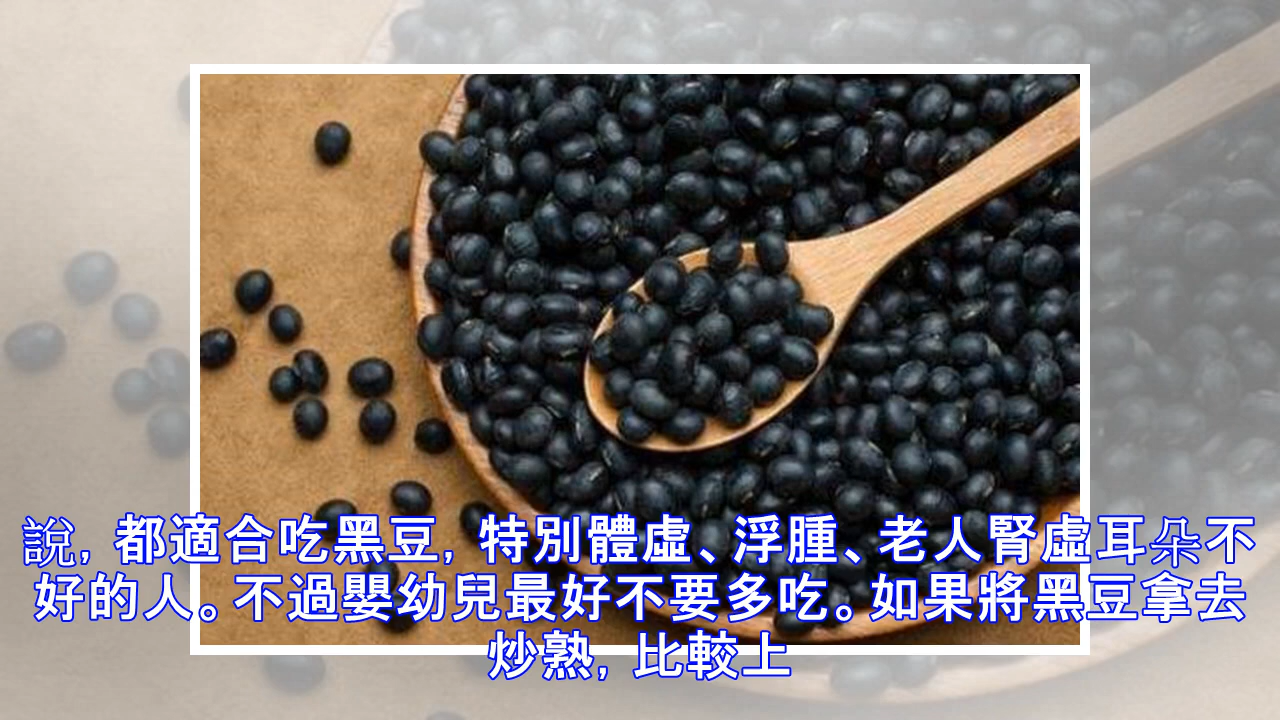 說, 都適合吃黑豆, 特別體虛、浮腫、老人腎虛耳朵不
好的人。不過嬰幼兒最好不要多吃。如果將黑豆拿去
炒熟, 比較上